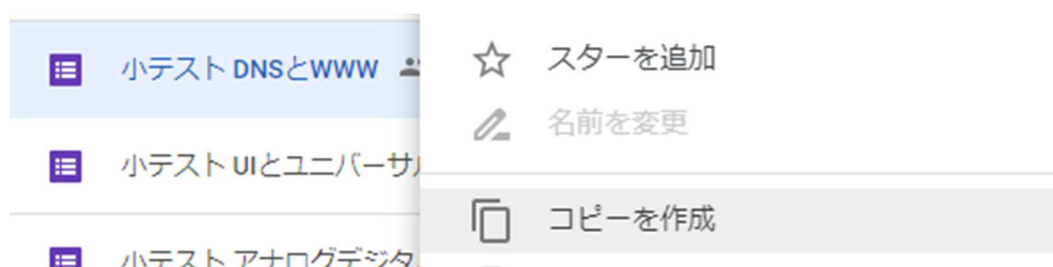 小テスト DNSとWWW
小テスト UIとユニバーサル
小テスト アナログデジタ
スターを追加
名前を変更
コピーを作成